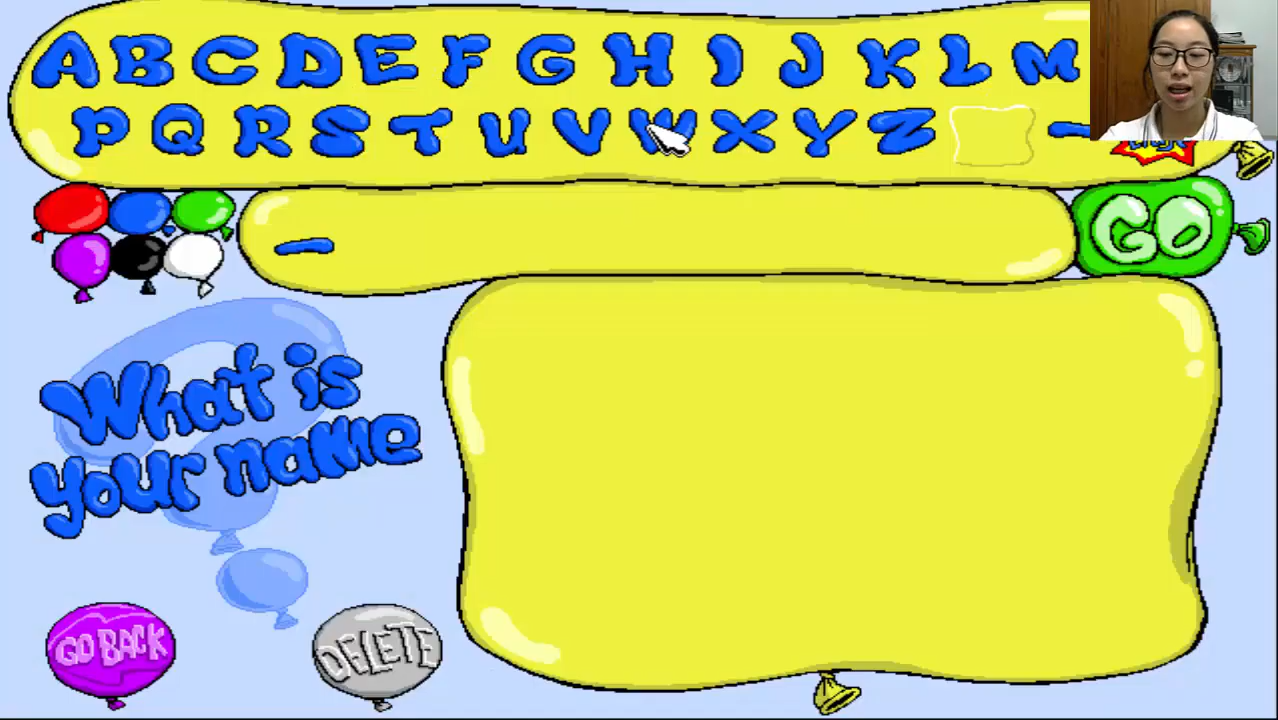 A B C D E F G H I J K L M
P Q R S T U V W X Y Z -
GO
What is
your name
GO BACK
DELETE